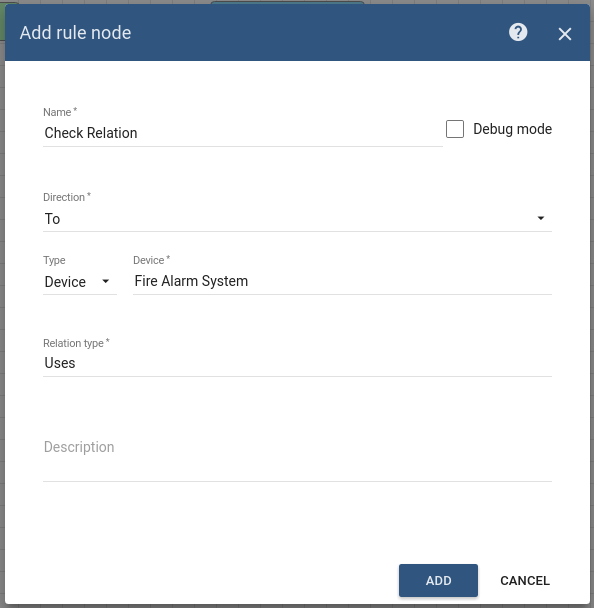 Add rule node
Name *
Check Relation
Debug mode
Direction *
To
Type
Device *
Device
Fire Alarm System
Relation type *
Uses
Description
ADD
CANCEL